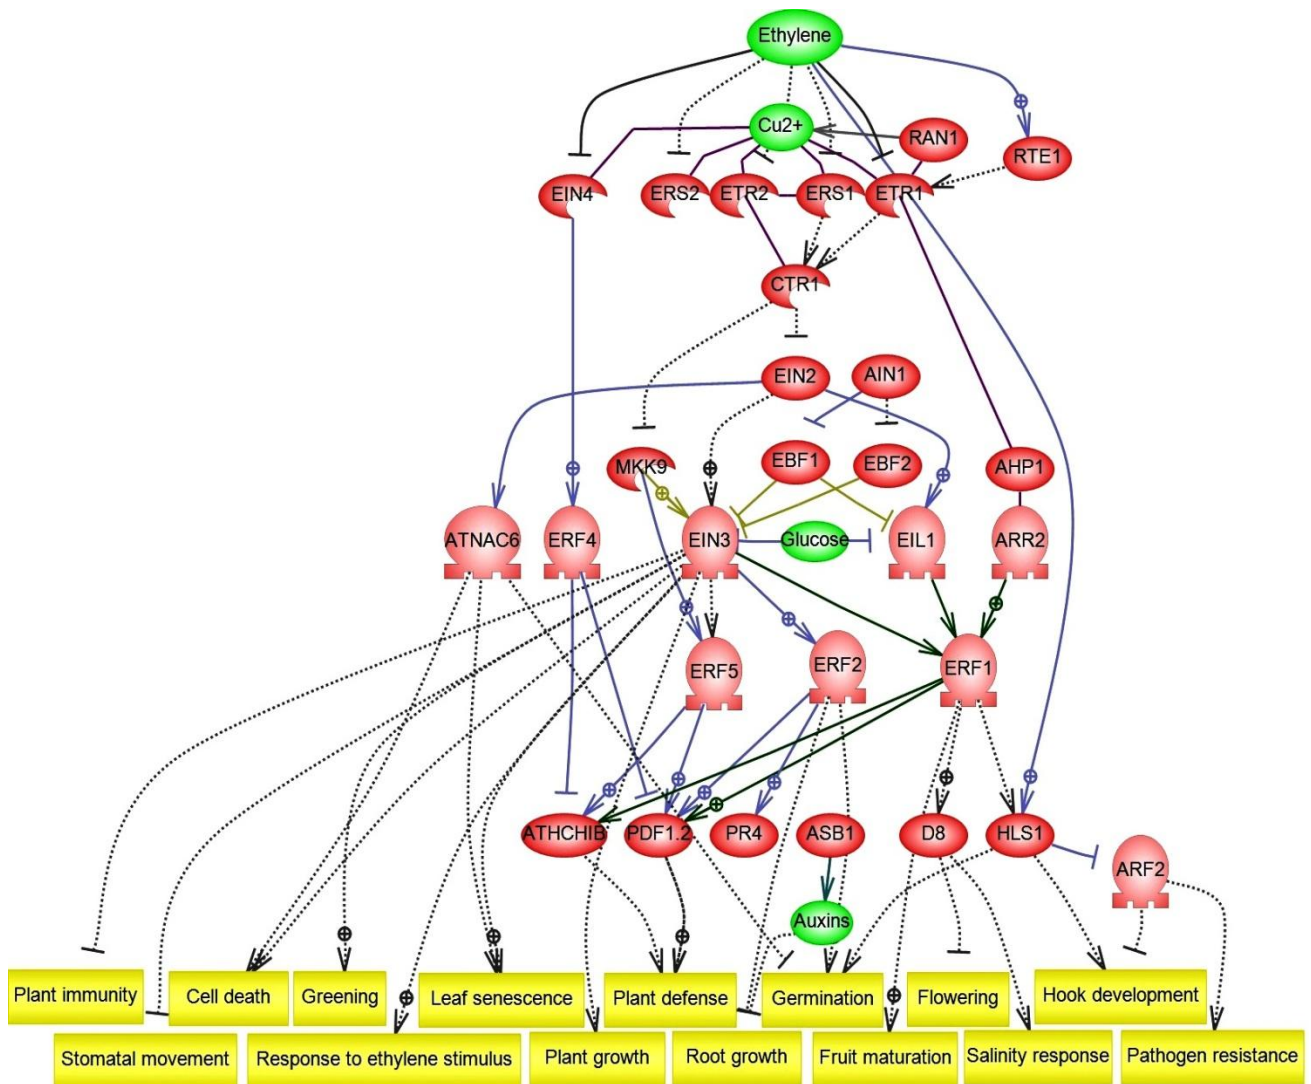 Ethylene
Cu2+
RAN1
RTE1
EIN4
ERS2
ETR2
ERS1
ETR1
CTR1
EIN2
AIN1
MKK9
EBF1
EBF2
AHP1
ATNAC6
ERF4
EIN3
Glucose
EIL1
ARR2
ERF5
ERF2
ERF1
ATHCHIB
PDF1.2
PR4
ASB1
D8
HLS1
ARF2
Auxins
Plant immunity
Cell death
Greening
Leaf senescence
Plant defense
Germination
Flowering
Hook development
Stomatal movement
Response to ethylene stimulus
Plant growth
Root growth
Fruit maturation
Salinity response
Pathogen resistance